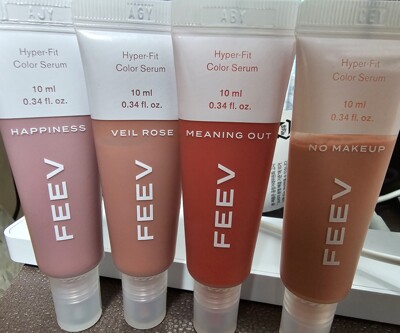 Hyper-Fit
Color Serum
10 ml
0.34 fl. oz.
HAPPINESS
FEEV
Hyper-Fit
Color Serum
10 ml
0.34 fl. oz.
VEIL ROSE
FEEV
Hyper-Fit
Color Serum
10 ml
0.34 fl. oz.
MEANING OUT
FEEV
Hyper-Fit
Color Serum
10 ml
0.34 fl. oz.
NO MAKEUP
FEEV